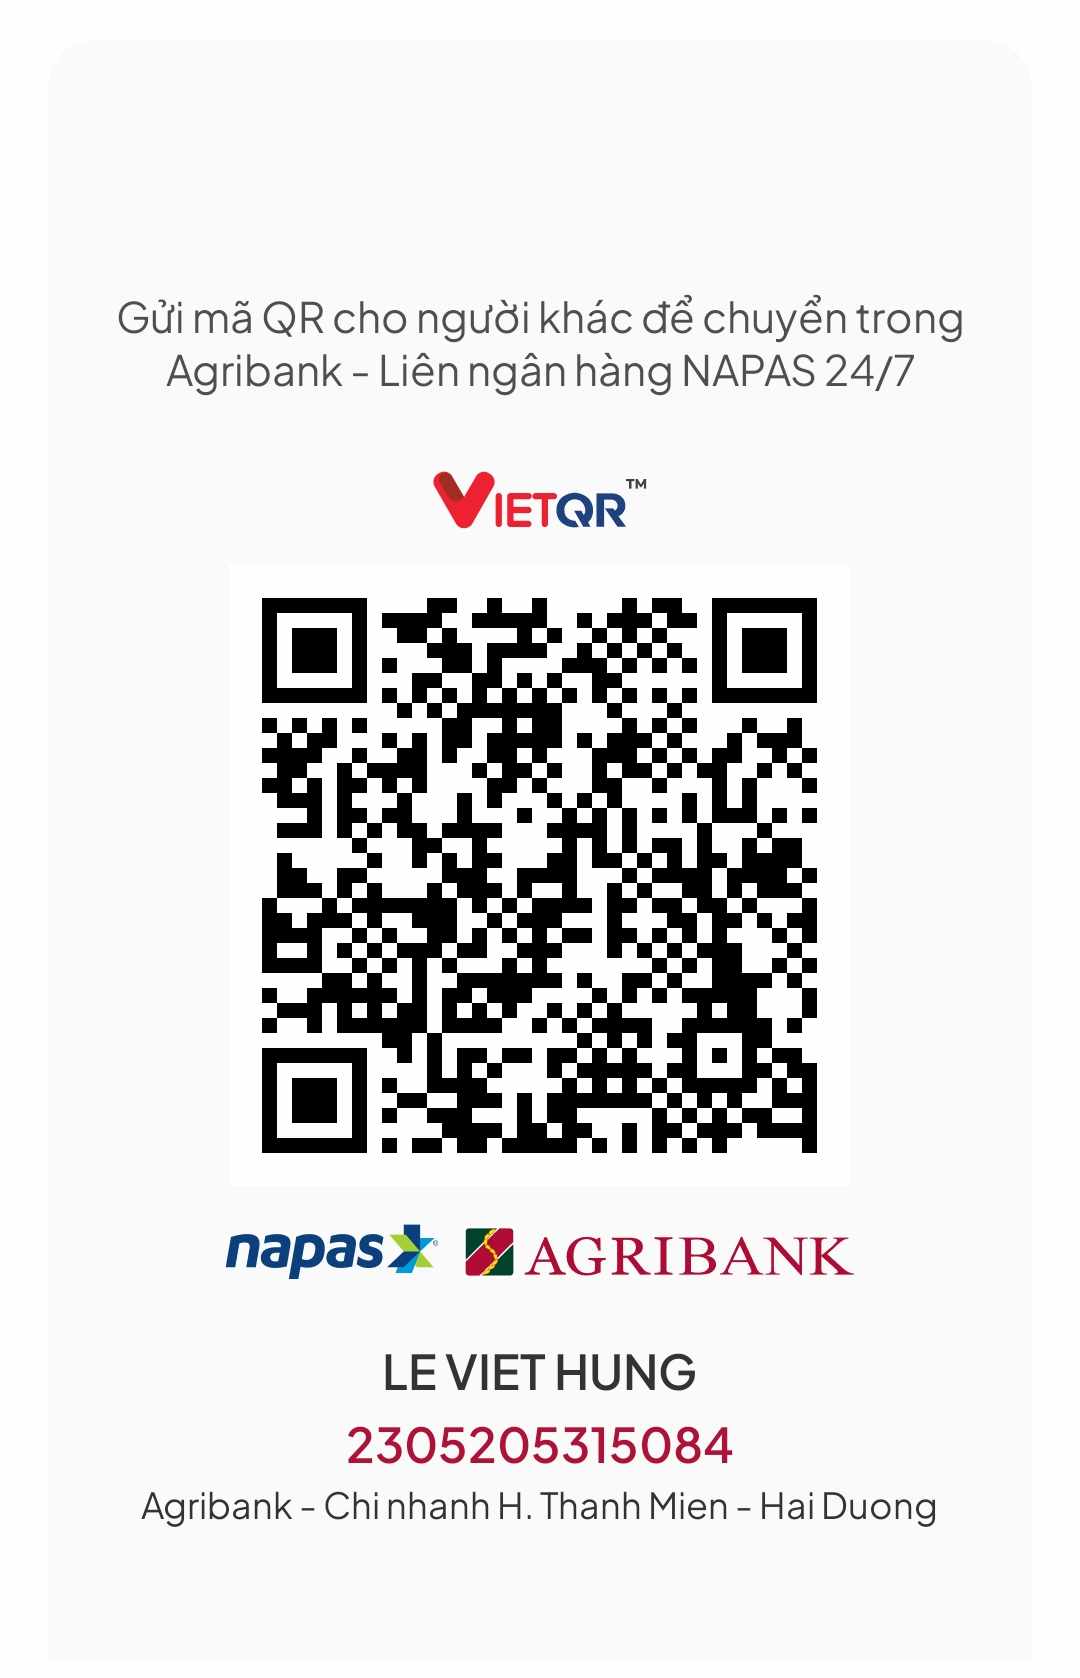 Gửi mã QR cho người khác để chuyển trong
Agribank - Liên ngân hàng NAPAS 24/7
VIETQR™
napas® AGRIBANK
LE VIET HUNG
2305205315084
Agribank - Chi nhanh H. Thanh Mien - Hai Duong